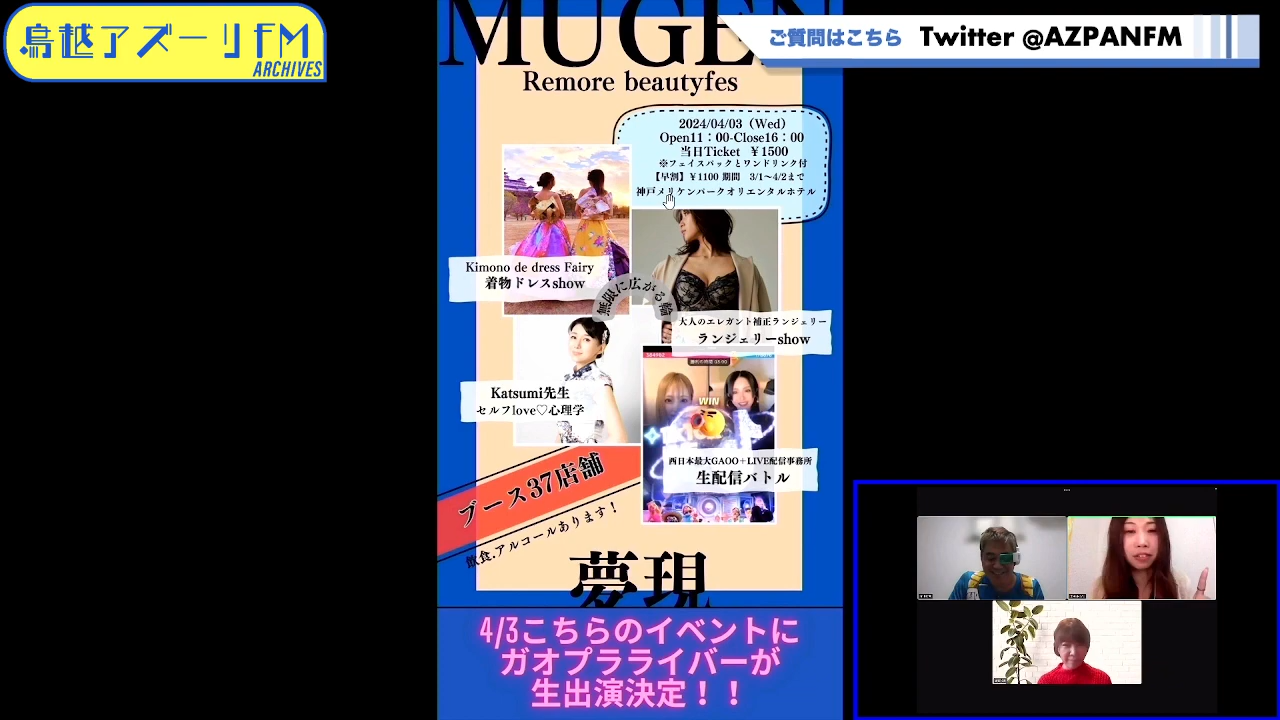 鳥越アズーリFM
ARCHIVES
ご質問はこちら Twitter @AZPANFM
MUGEN
Remore beautyfes
2024/04/03（Wed）
Open11：00-Close16：00
当日Ticket ￥1500
※フェイスパックとワンドリンク付
【早割】￥1100 期間 3/1〜4/2まで
神戸メリケンパークオリエンタルホテル
Kimono de dress Fairy
着物ドレスshow
無限に広がる輪
大人のエレガント補正ランジェリー
ランジェリーshow
Katsumi先生
セルフlove♡心理学
WIN
西日本最大GAOO＋LIVE配信事務所
生配信バトル
ブース37店舗
飲食.アルコールあります！
夢現
4/3こちらのイベントに
ガオプラライバーが
生出演決定！！